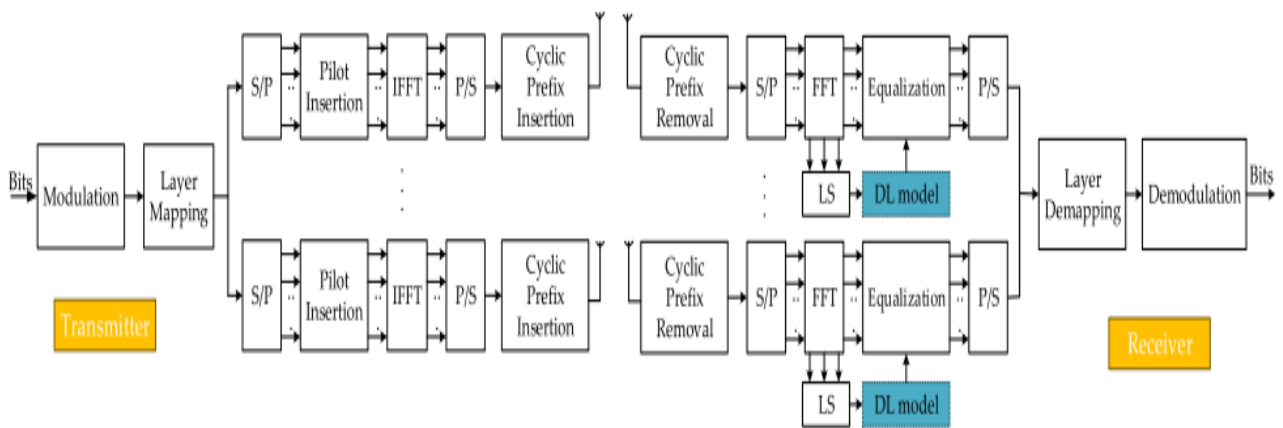 Bits
Modulation
Layer
Mapping
S/P
Pilot
Insertion
IFFT
P/S
Cyclic
Prefix
Insertion
Cyclic
Prefix
Removal
S/P
FFT
Equalization
P/S
LS
DL model
S/P
Pilot
Insertion
IFFT
P/S
Cyclic
Prefix
Insertion
Cyclic
Prefix
Removal
S/P
FFT
Equalization
P/S
LS
DL model
Layer
Demapping
Demodulation
Bits
Transmitter
Receiver